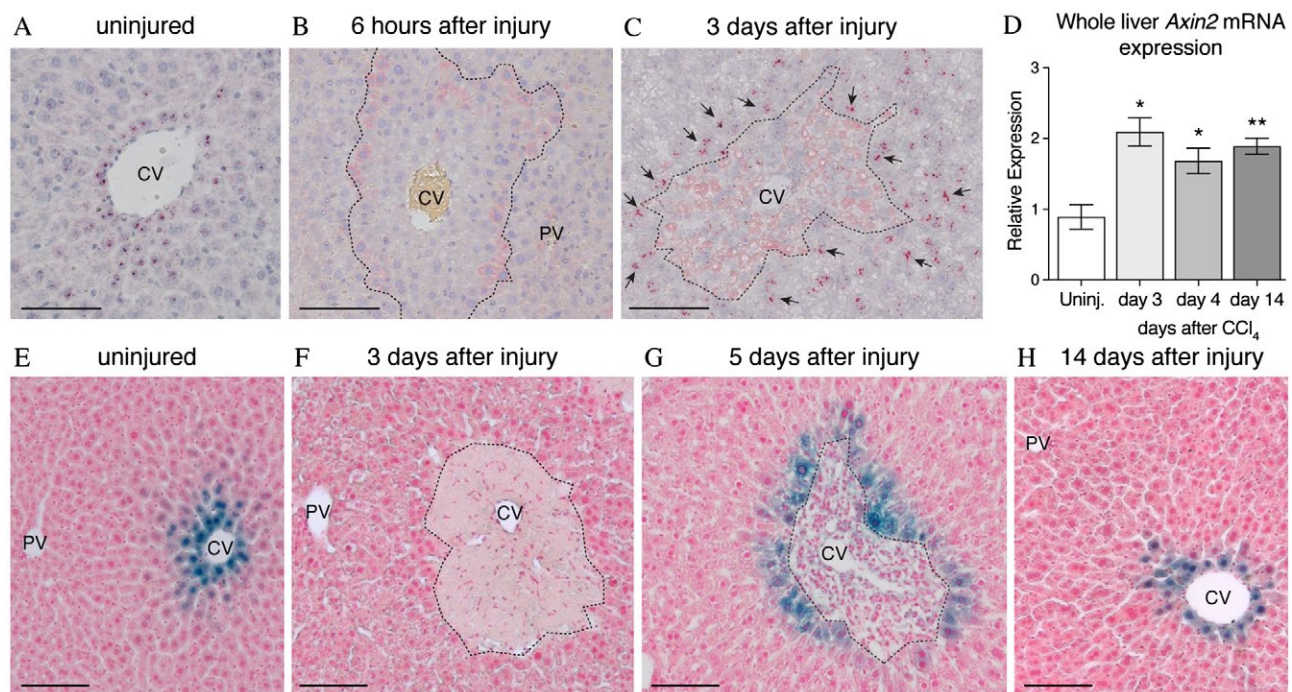 A uninjured
CV
B 6 hours after injury
CV
PV
C 3 days after injury
CV
D Whole liver Axin2 mRNA
expression
Relative Expression
3
2
1
0
*
*
**
Uninj. day 3 day 4 day 14
days after CCl₄
E uninjured
PV
CV
F 3 days after injury
PV
CV
G 5 days after injury
CV
H 14 days after injury
PV
CV